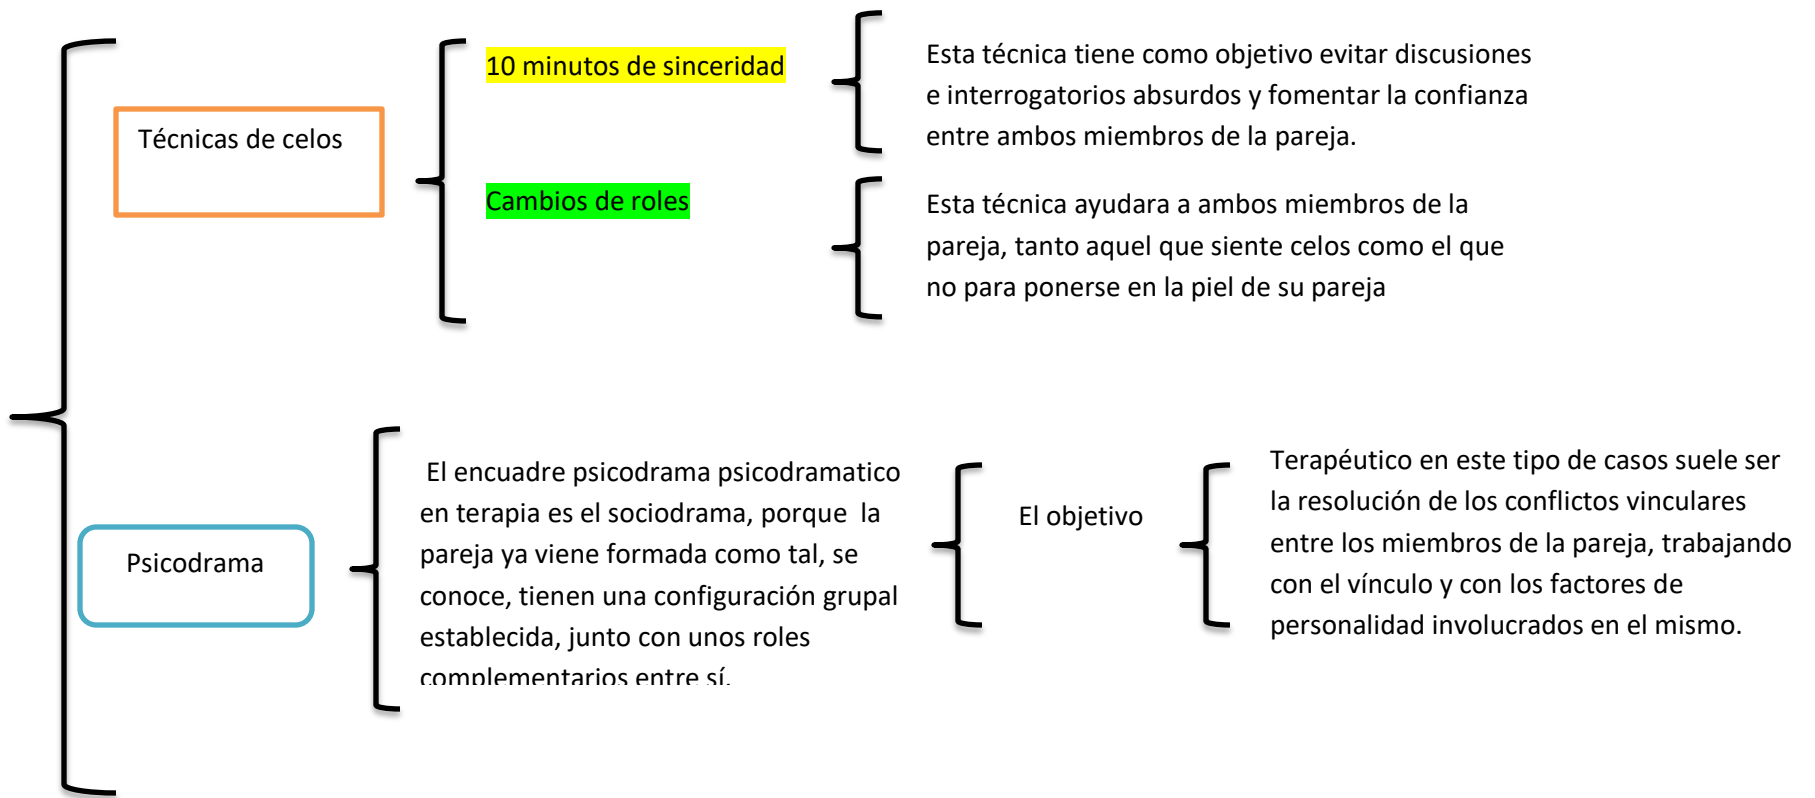 Técnicas de celos
10 minutos de sinceridad
Esta técnica tiene como objetivo evitar discusiones
e interrogatorios absurdos y fomentar la confianza
entre ambos miembros de la pareja.
Cambios de roles
Esta técnica ayudara a ambos miembros de la
pareja, tanto aquel que siente celos como el que
no para ponerse en la piel de su pareja
Psicodrama
El encuadre psicodrama psicodramatico
en terapia es el sociodrama, porque la
pareja ya viene formada como tal, se
conoce, tienen una configuración grupal
establecida, junto con unos roles
complementarios entre sí.
El objetivo
Terapéutico en este tipo de casos suele ser
la resolución de los conflictos vinculares
entre los miembros de la pareja, trabajando
con el vínculo y con los factores de
personalidad involucrados en el mismo.